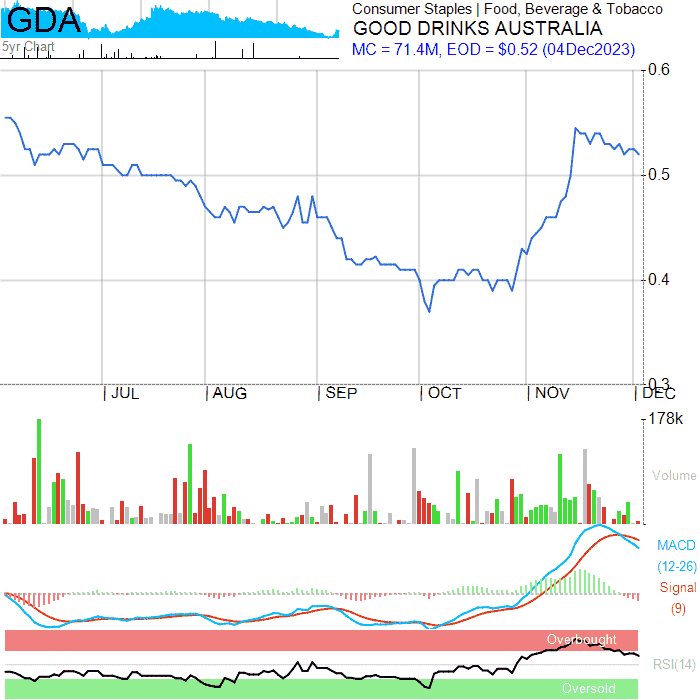 GDA
5yr Chart
Consumer Staples | Food, Beverage & Tobacco
GOOD DRINKS AUSTRALIA
MC = 71.4M, EOD = $0.52 (04Dec2023)
0.6
0.5
0.4
0.3
JUL AUG SEP OCT NOV DEC
178k
Volume
MACD
(12-26)
Signal
(9)
Overbought
RSI(14)
Oversold